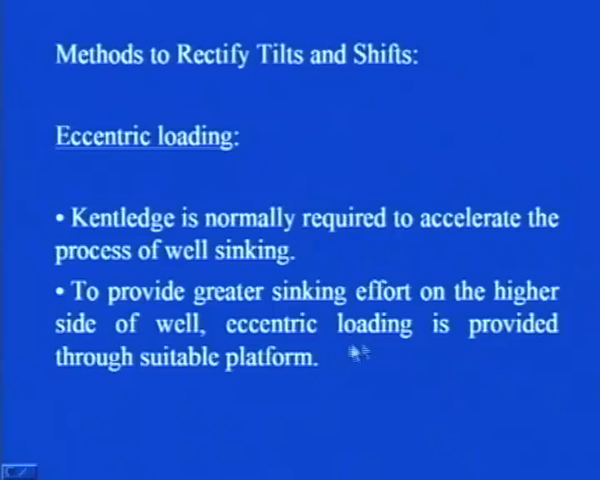 Methods to Rectify Tilts and Shifts:
Eccentric loading:
• Kentledge is normally required to accelerate the
process of well sinking.
• To provide greater sinking effort on the higher
side of well, eccentric loading is provided
through suitable platform.